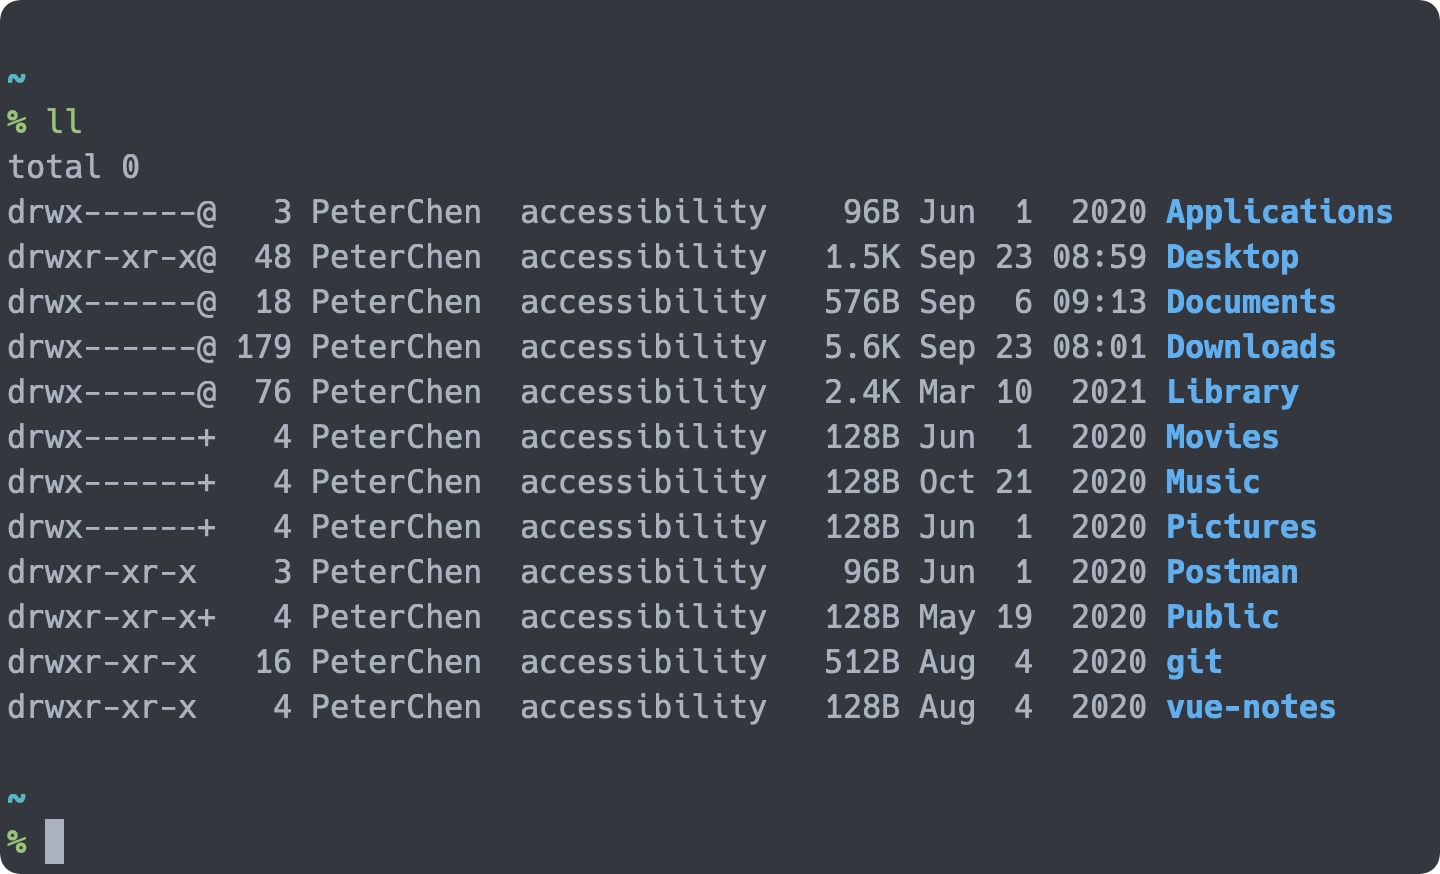 ~
% ll
total 0
drwx------@   3 PeterChen  accessibility    96B Jun  1  2020 Applications
drwxr-xr-x@  48 PeterChen  accessibility   1.5K Sep 23 08:59 Desktop
drwx------@  18 PeterChen  accessibility   576B Sep  6 09:13 Documents
drwx------@ 179 PeterChen  accessibility   5.6K Sep 23 08:01 Downloads
drwx------@  76 PeterChen  accessibility   2.4K Mar 10  2021 Library
drwx------+   4 PeterChen  accessibility   128B Jun  1  2020 Movies
drwx------+   4 PeterChen  accessibility   128B Oct 21  2020 Music
drwx------+   4 PeterChen  accessibility   128B Jun  1  2020 Pictures
drwxr-xr-x    3 PeterChen  accessibility    96B Jun  1  2020 Postman
drwxr-xr-x+   4 PeterChen  accessibility   128B May 19  2020 Public
drwxr-xr-x   16 PeterChen  accessibility   512B Aug  4  2020 git
drwxr-xr-x    4 PeterChen  accessibility   128B Aug  4  2020 vue-notes
~
%